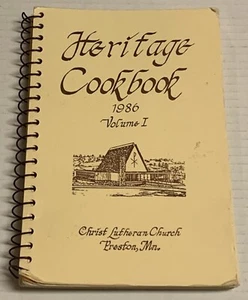 Heritage
Cookbook
1986
Volume I
Christ Lutheran Church
Preston, Mn.